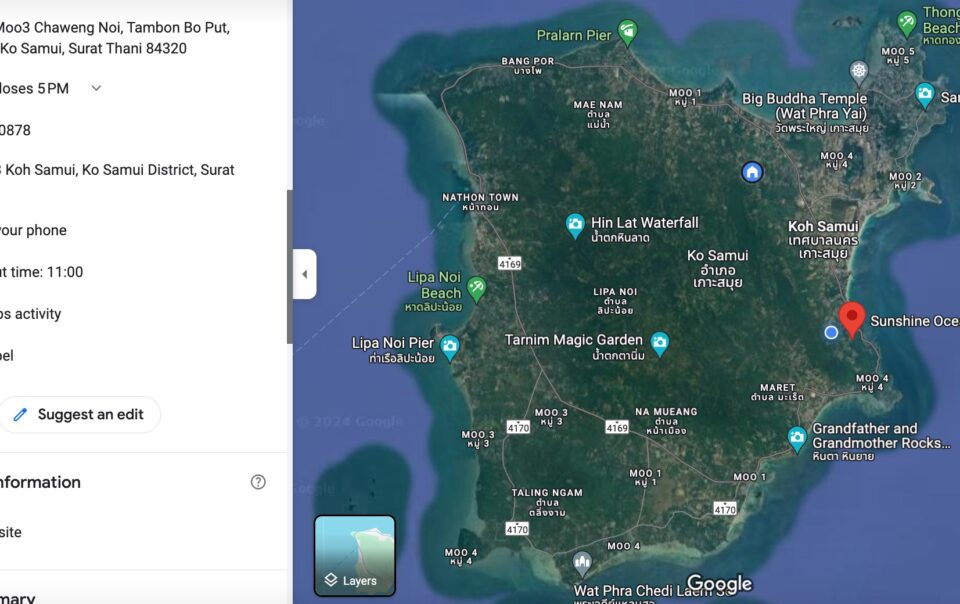 Moo3 Chaweng Noi, Tambon Bo Put,
Ko Samui, Surat Thani 84320
loses 5 PM
0878
Koh Samui, Ko Samui District, Surat
your phone
ut time: 11:00
ps activity
bel
Suggest an edit
nformation
site
mary
Pralarn Pier
Thong
Beach
หาดทอง
BANG POR
บางโพ
MOO 5
หมู่ 5
MAE NAM
ตำบล
แม่น้ำ
MOO 1
หมู่ 1
Big Buddha Temple
(Wat Phra Yai)
วัดพระใหญ่ เกาะสมุย
San
MOO 4
หมู่ 4
MOO 2
หมู่ 2
NATHON TOWN
หน้าทอน
Hin Lat Waterfall
น้ำตกหินลาด
Koh Samui
เทศบาลนคร
เกาะสมุย
Ko Samui
อำเภอ
เกาะสมุย
4169
Lipa Noi
Beach
หาดลิปะน้อย
LIPA NOI
ตำบล
ลิปะน้อย
Sunshine Oce
Lipa Noi Pier
ท่าเรือลิปะน้อย
Tarnim Magic Garden
น้ำตกตานิ่ม
MOO 4
หมู่ 4
MARET
ตำบล มะเร็ต
4170
MOO 3
หมู่ 3
4169
NA MUEANG
ตำบล
หน้าเมือง
MOO 3
หมู่ 3
Grandfather and
Grandmother Rocks...
หินตา หินยาย
© 2024 Google
MOO 1
หมู่ 1
MOO 1
TALING NGAM
ตำบล
ตลิ่งงาม
4170
4170
MOO 4
หมู่ 4
MOO 4
Layers
Wat Phra Chedi Laem So
Google